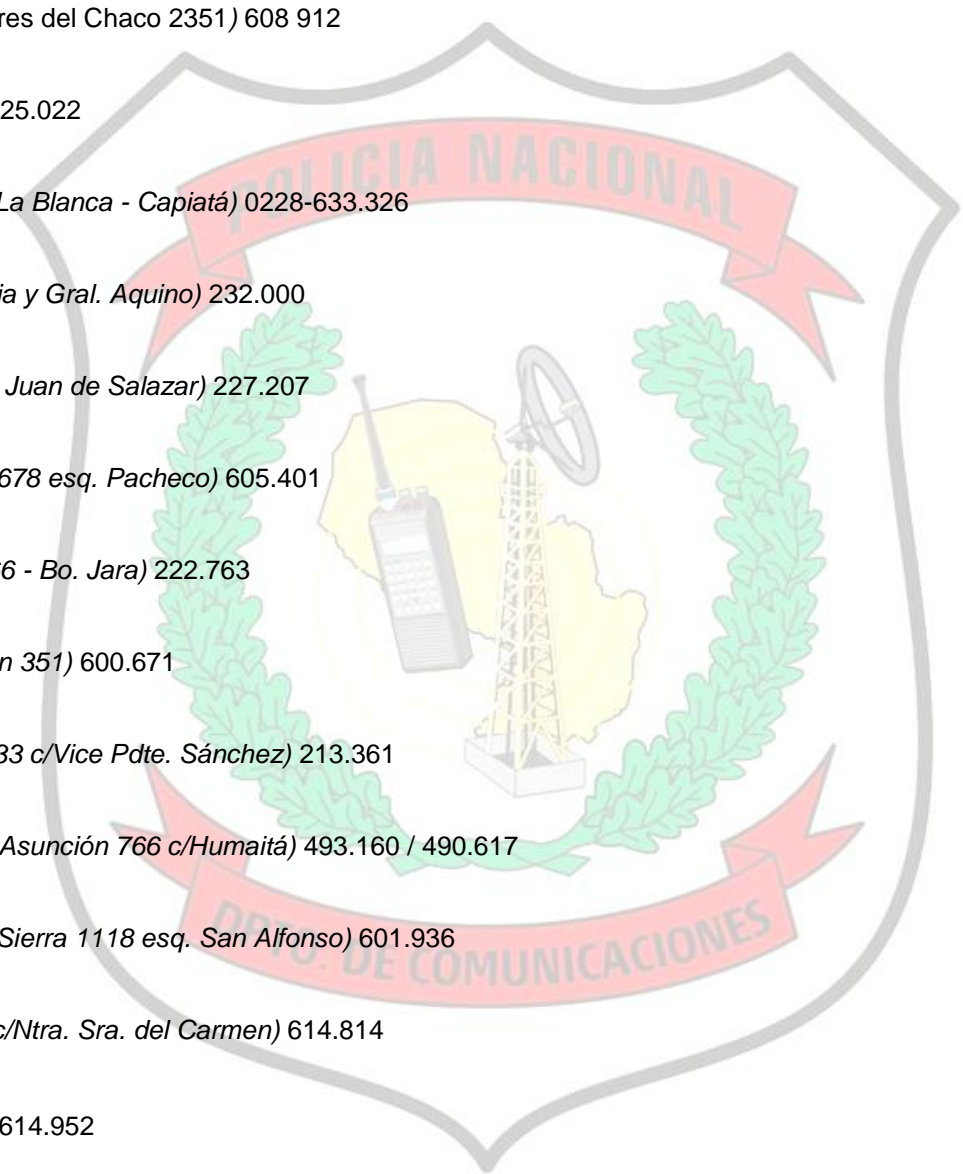 res del Chaco 2351) 608 912
25.022
POLICIA NACIONAL
La Blanca - Capiatá) 0228-633.326
ia y Gral. Aquino) 232.000
Juan de Salazar) 227.207
678 esq. Pacheco) 605.401
6 - Bo. Jara) 222.763
n 351) 600.671
33 c/Vice Pdte. Sánchez) 213.361
Asunción 766 c/Humaitá) 493.160 / 490.617
Sierra 1118 esq. San Alfonso) 601.936
DPTO. DE COMUNICACIONES
c/Ntra. Sra. del Carmen) 614.814
614.952